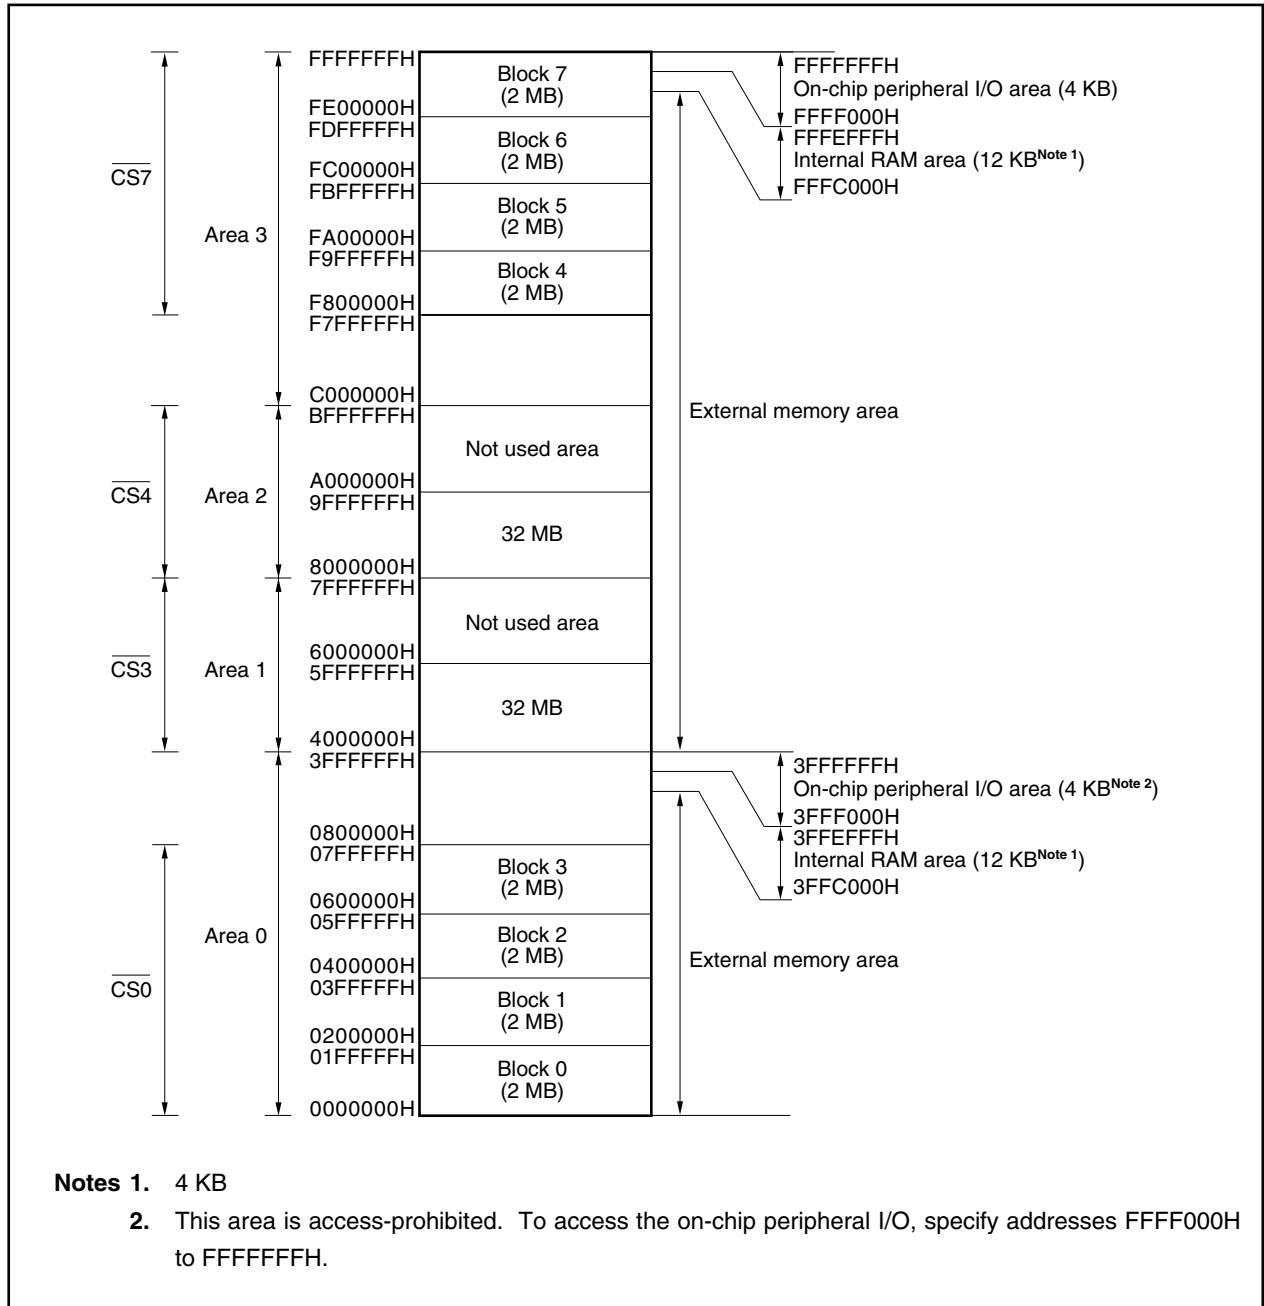 FFFFFFFH
Block 7
(2 MB)
FE00000H
FDFFFFFH
Block 6
(2 MB)
FC00000H
FBFFFFFH
Block 5
(2 MB)
FA00000H
F9FFFFFH
Block 4
(2 MB)
F800000H
F7FFFFFH
C000000H
BFFFFFFH
Not used area
A000000H
9FFFFFFH
32 MB
8000000H
7FFFFFFH
Not used area
6000000H
5FFFFFFH
32 MB
4000000H
3FFFFFFH
0800000H
07FFFFFH
Block 3
(2 MB)
0600000H
05FFFFFH
Block 2
(2 MB)
0400000H
03FFFFFH
Block 1
(2 MB)
0200000H
01FFFFFH
Block 0
(2 MB)
0000000H
CS7
Area 3
CS4
Area 2
CS3
Area 1
CS0
Area 0
FFFFFFFH
On-chip peripheral I/O area (4 KB)
FFFF000H
FFFEFFFH
Internal RAM area (12 KBNote 1)
FFFC000H
External memory area
3FFFFFFH
On-chip peripheral I/O area (4 KBNote 2)
3FFF000H
3FFEFFFH
Internal RAM area (12 KBNote 1)
3FFC000H
External memory area
Notes 1. 4 KB
2. This area is access-prohibited. To access the on-chip peripheral I/O, specify addresses FFFF000H
to FFFFFFFH.